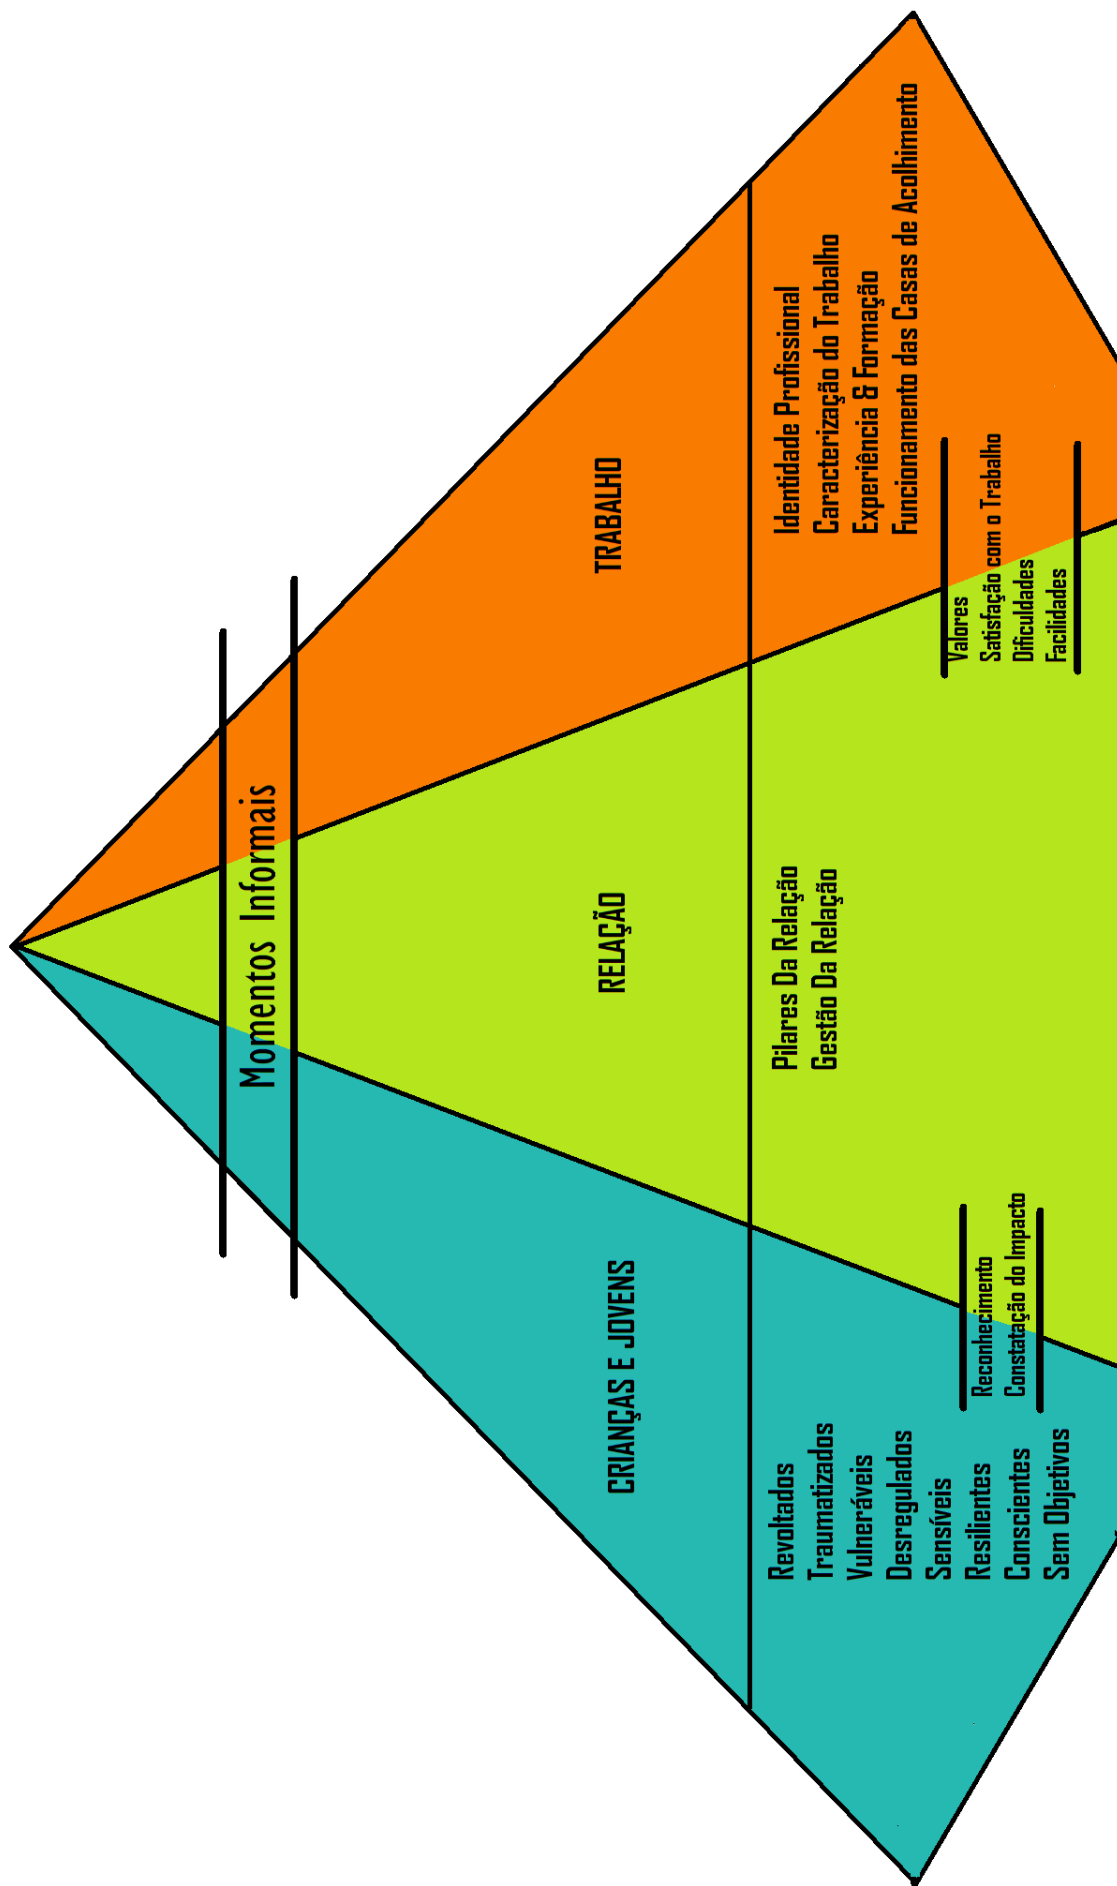 Momentos Informais
CRIANÇAS E JOVENS
RELAÇÃO
TRABALHO
Revoltados
Traumatizados
Vulneráveis
Desregulados
Sensíveis
Resilientes
Conscientes
Sem Objetivos
Reconhecimento
Constatação do Impacto
Pilares Da Relação
Gestão Da Relação
Valores
Satisfação com o Trabalho
Dificuldades
Facilidades
Identidade Profissional
Caracterização do Trabalho
Experiência & Formação
Funcionamento das Casas de Acolhimento